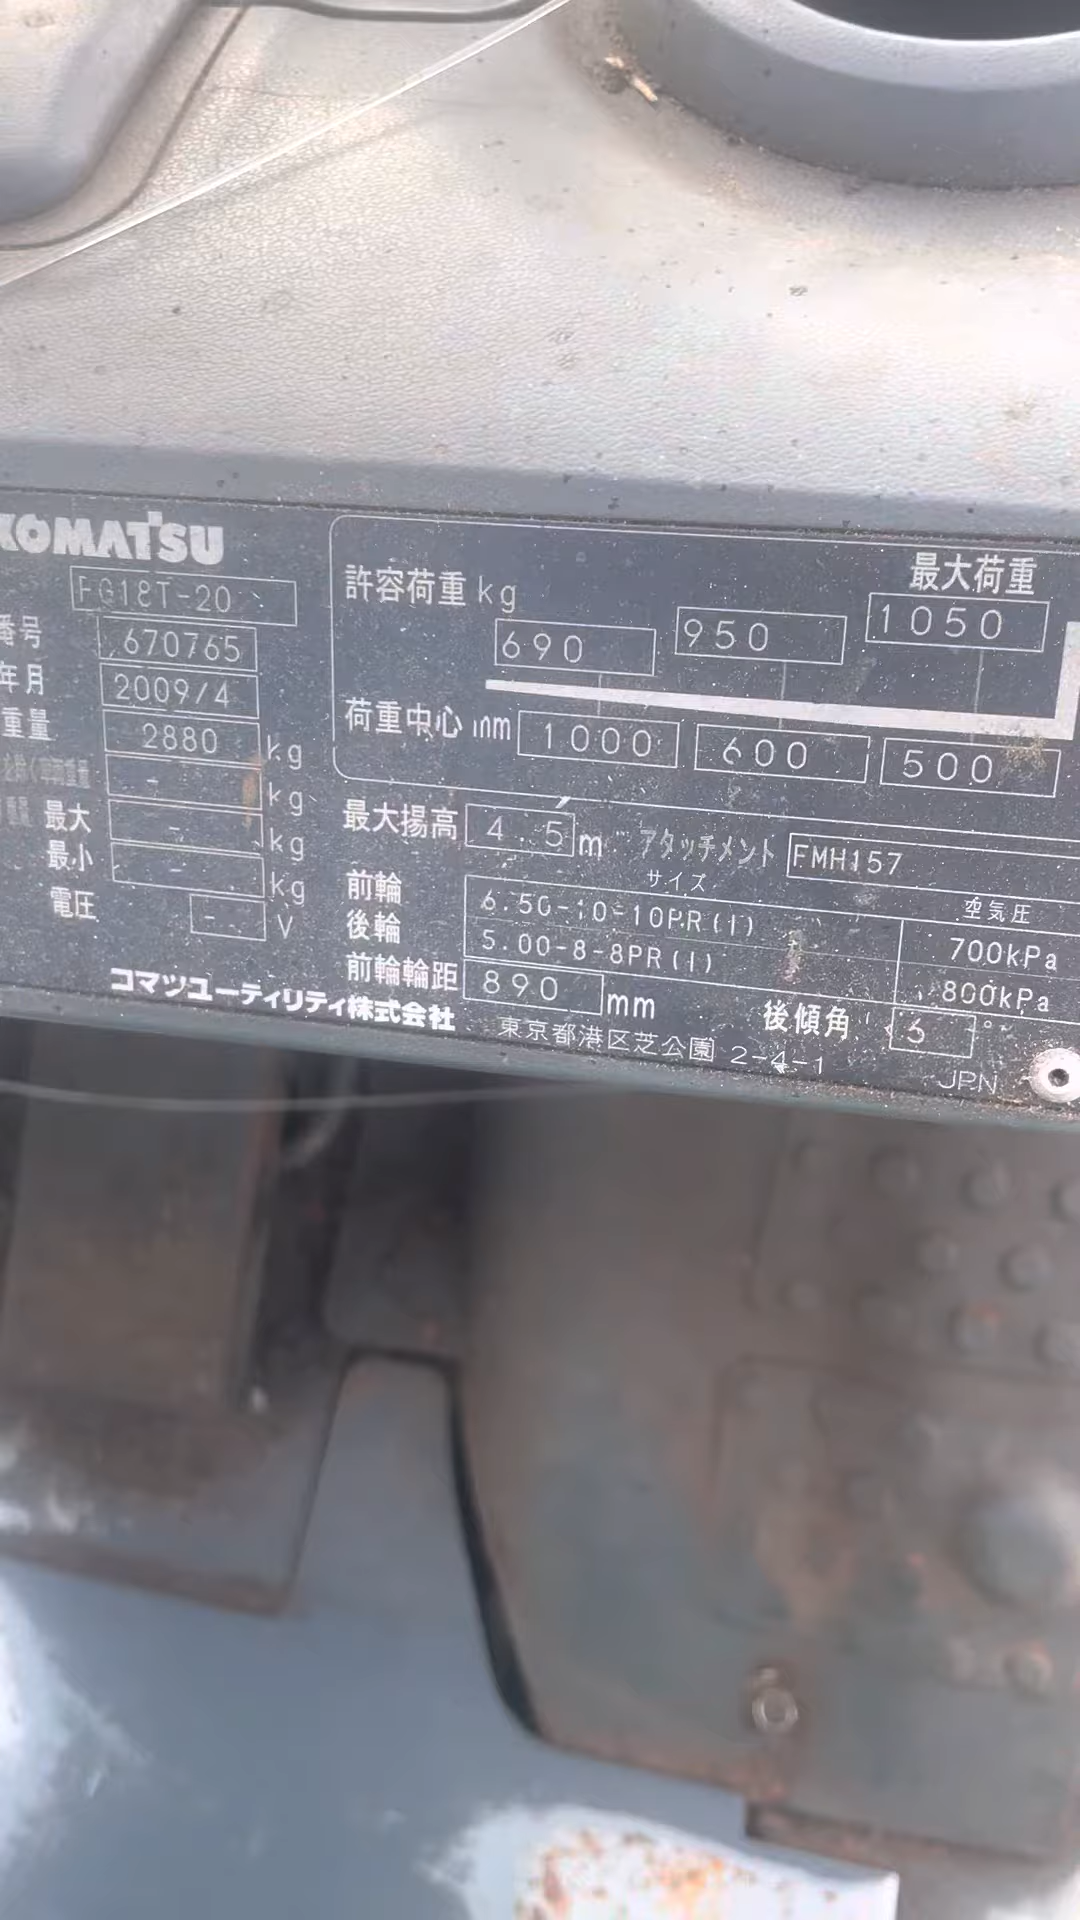 KOMATSU
FG18T-20
番号 670765
年月 2009/4
重量 2880 kg
- kg
最大 - kg
最小 - kg
電圧 - V
コマツユーティリティ株式会社
許容荷重 kg 690 950 最大荷重 1050
荷重中心 mm 1000 600 500
最大揚高 4.5 m アタッチメント FMH157
サイズ 空気圧
前輪 6.50-10-10PR(I) 700kPa
後輪 5.00-8-8PR(I) 800kPa
前輪輪距 890 mm 後傾角 6 °
東京都港区芝公園 2-4-1
JPN